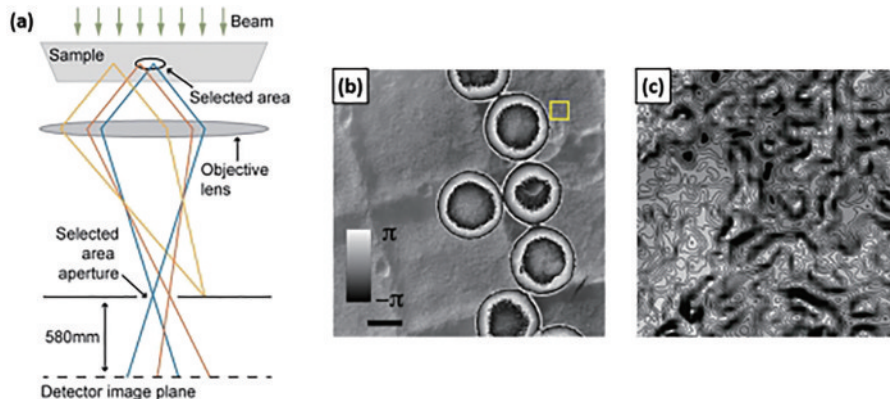 (a)
Beam
Sample
Selected area
Objective
lens
Selected
area
aperture
580mm
Detector image plane
(b)
π
-π
(c)